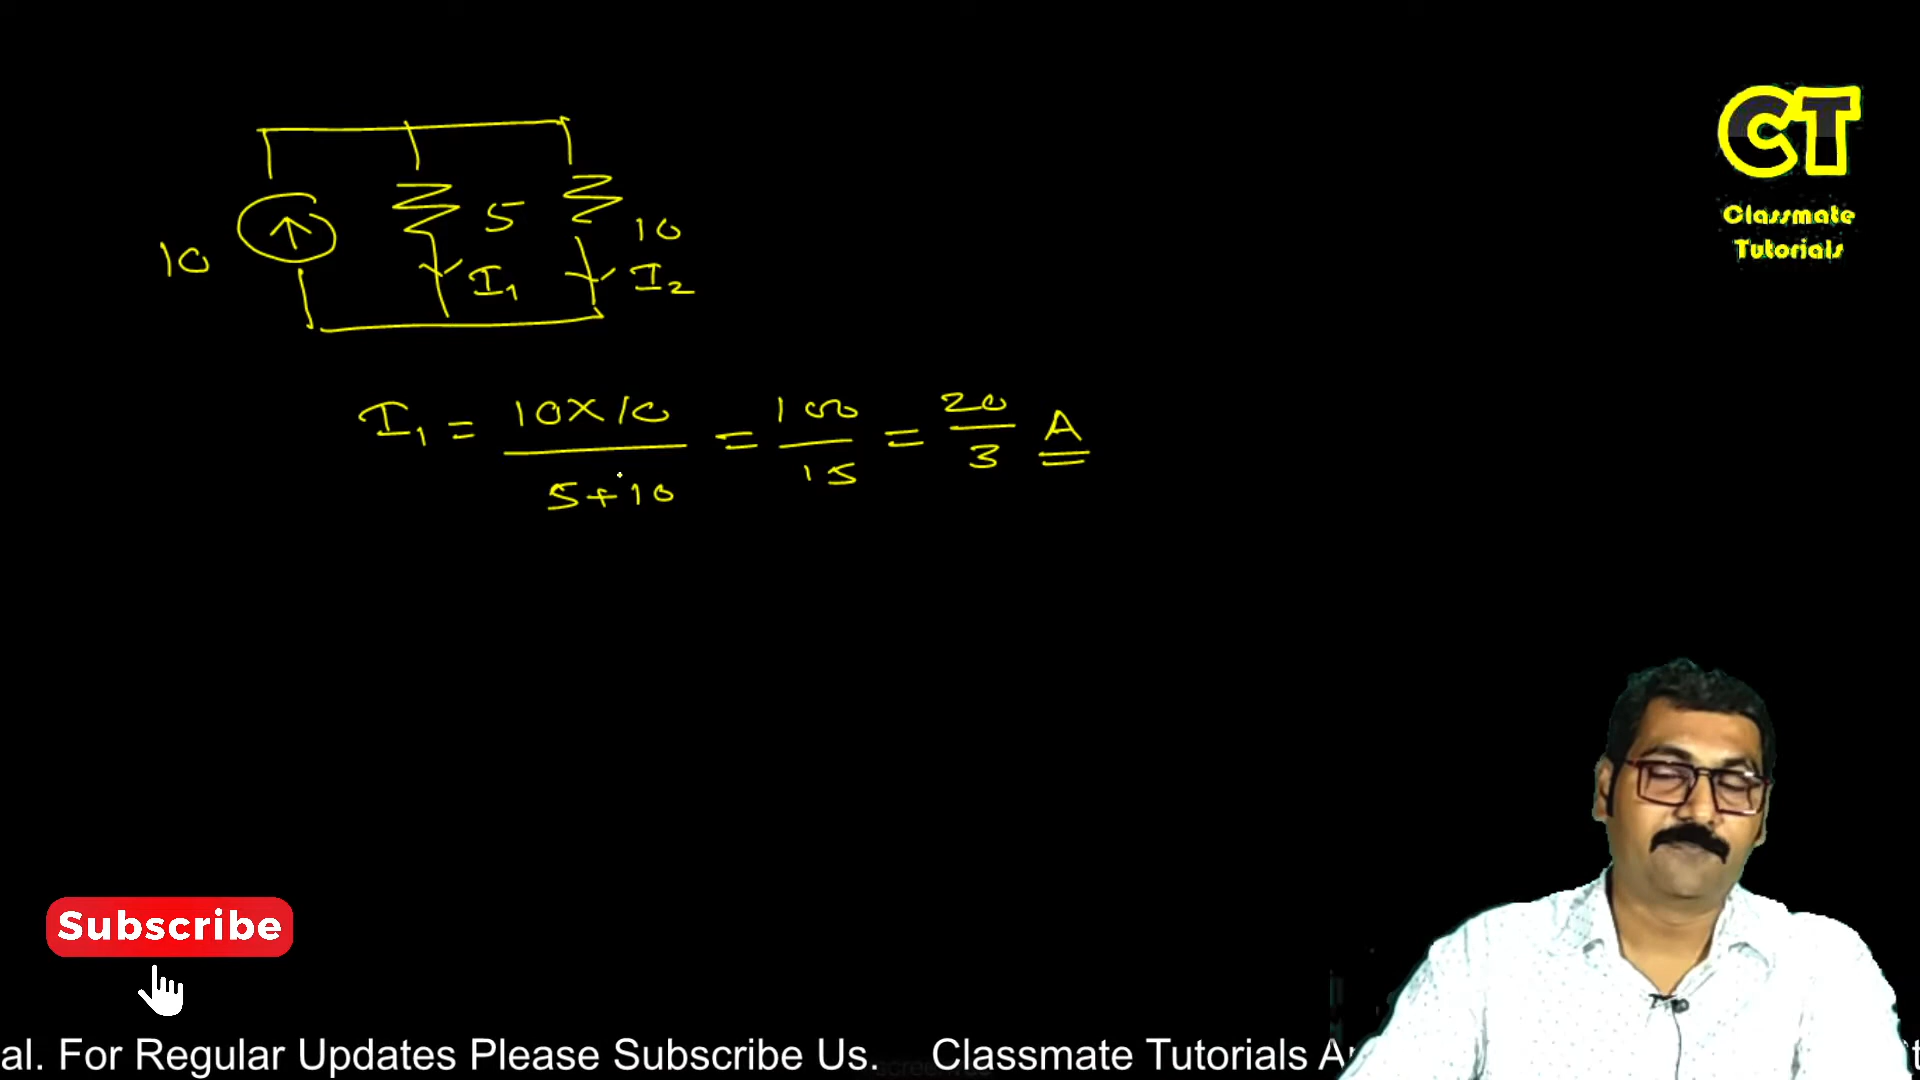 CT
Classmate
Tutorials
10
5
10
I1
I2
I1 = 10×10 / 5+10 = 100 / 15 = 20 / 3 A
Subscribe
al. For Regular Updates Please Subscribe Us. Classmate Tutorials